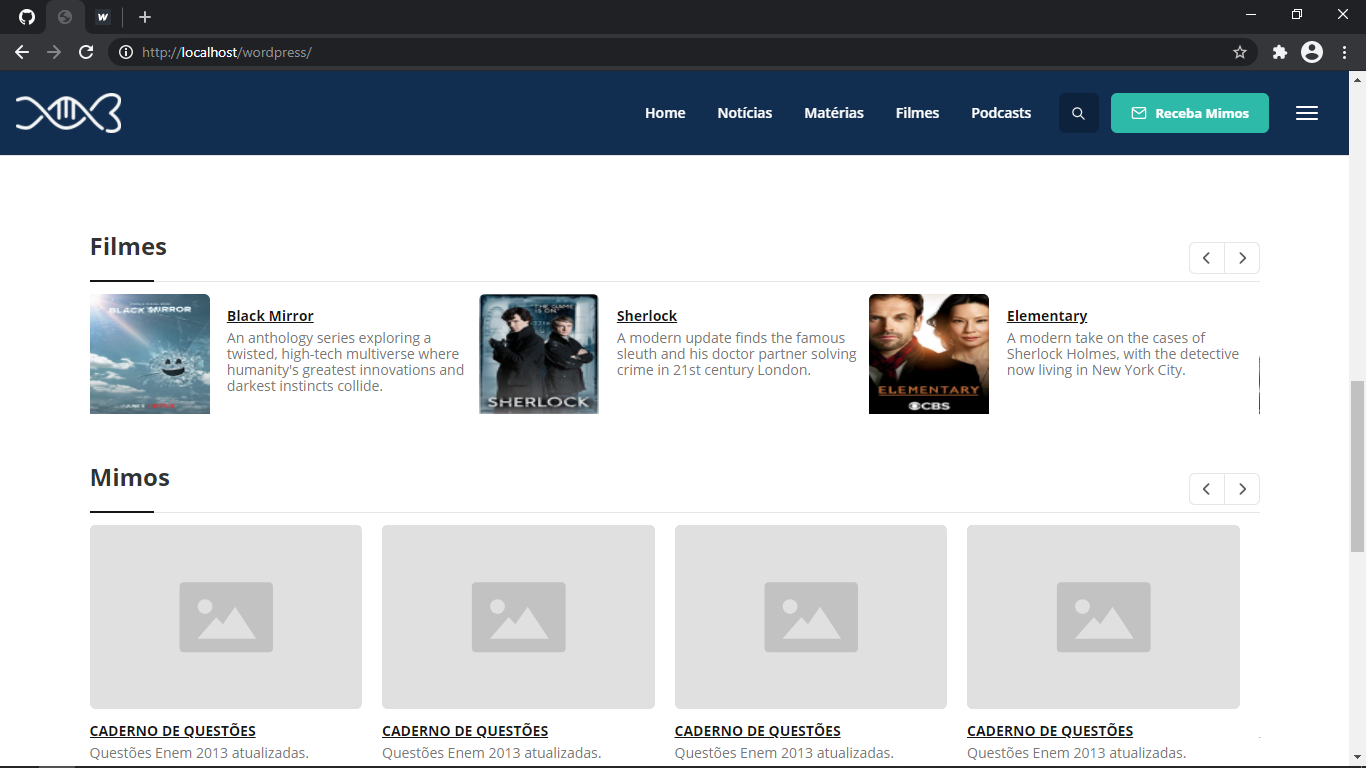 http://localhost/wordpress/
Home Notícias Matérias Filmes Podcasts Receba Mimos
Filmes
BLACK MIRROR
Black Mirror
An anthology series exploring a
twisted, high-tech multiverse where
humanity's greatest innovations and
darkest instincts collide.
THE GAME
IS ON
SHERLOCK
Sherlock
A modern update finds the famous
sleuth and his doctor partner solving
crime in 21st century London.
ELEMENTARY
CBS
Elementary
A modern take on the cases of
Sherlock Holmes, with the detective
now living in New York City.
Mimos
CADERNO DE QUESTÕES
Questões Enem 2013 atualizadas.
CADERNO DE QUESTÕES
Questões Enem 2013 atualizadas.
CADERNO DE QUESTÕES
Questões Enem 2013 atualizadas.
CADERNO DE QUESTÕES
Questões Enem 2013 atualizadas.